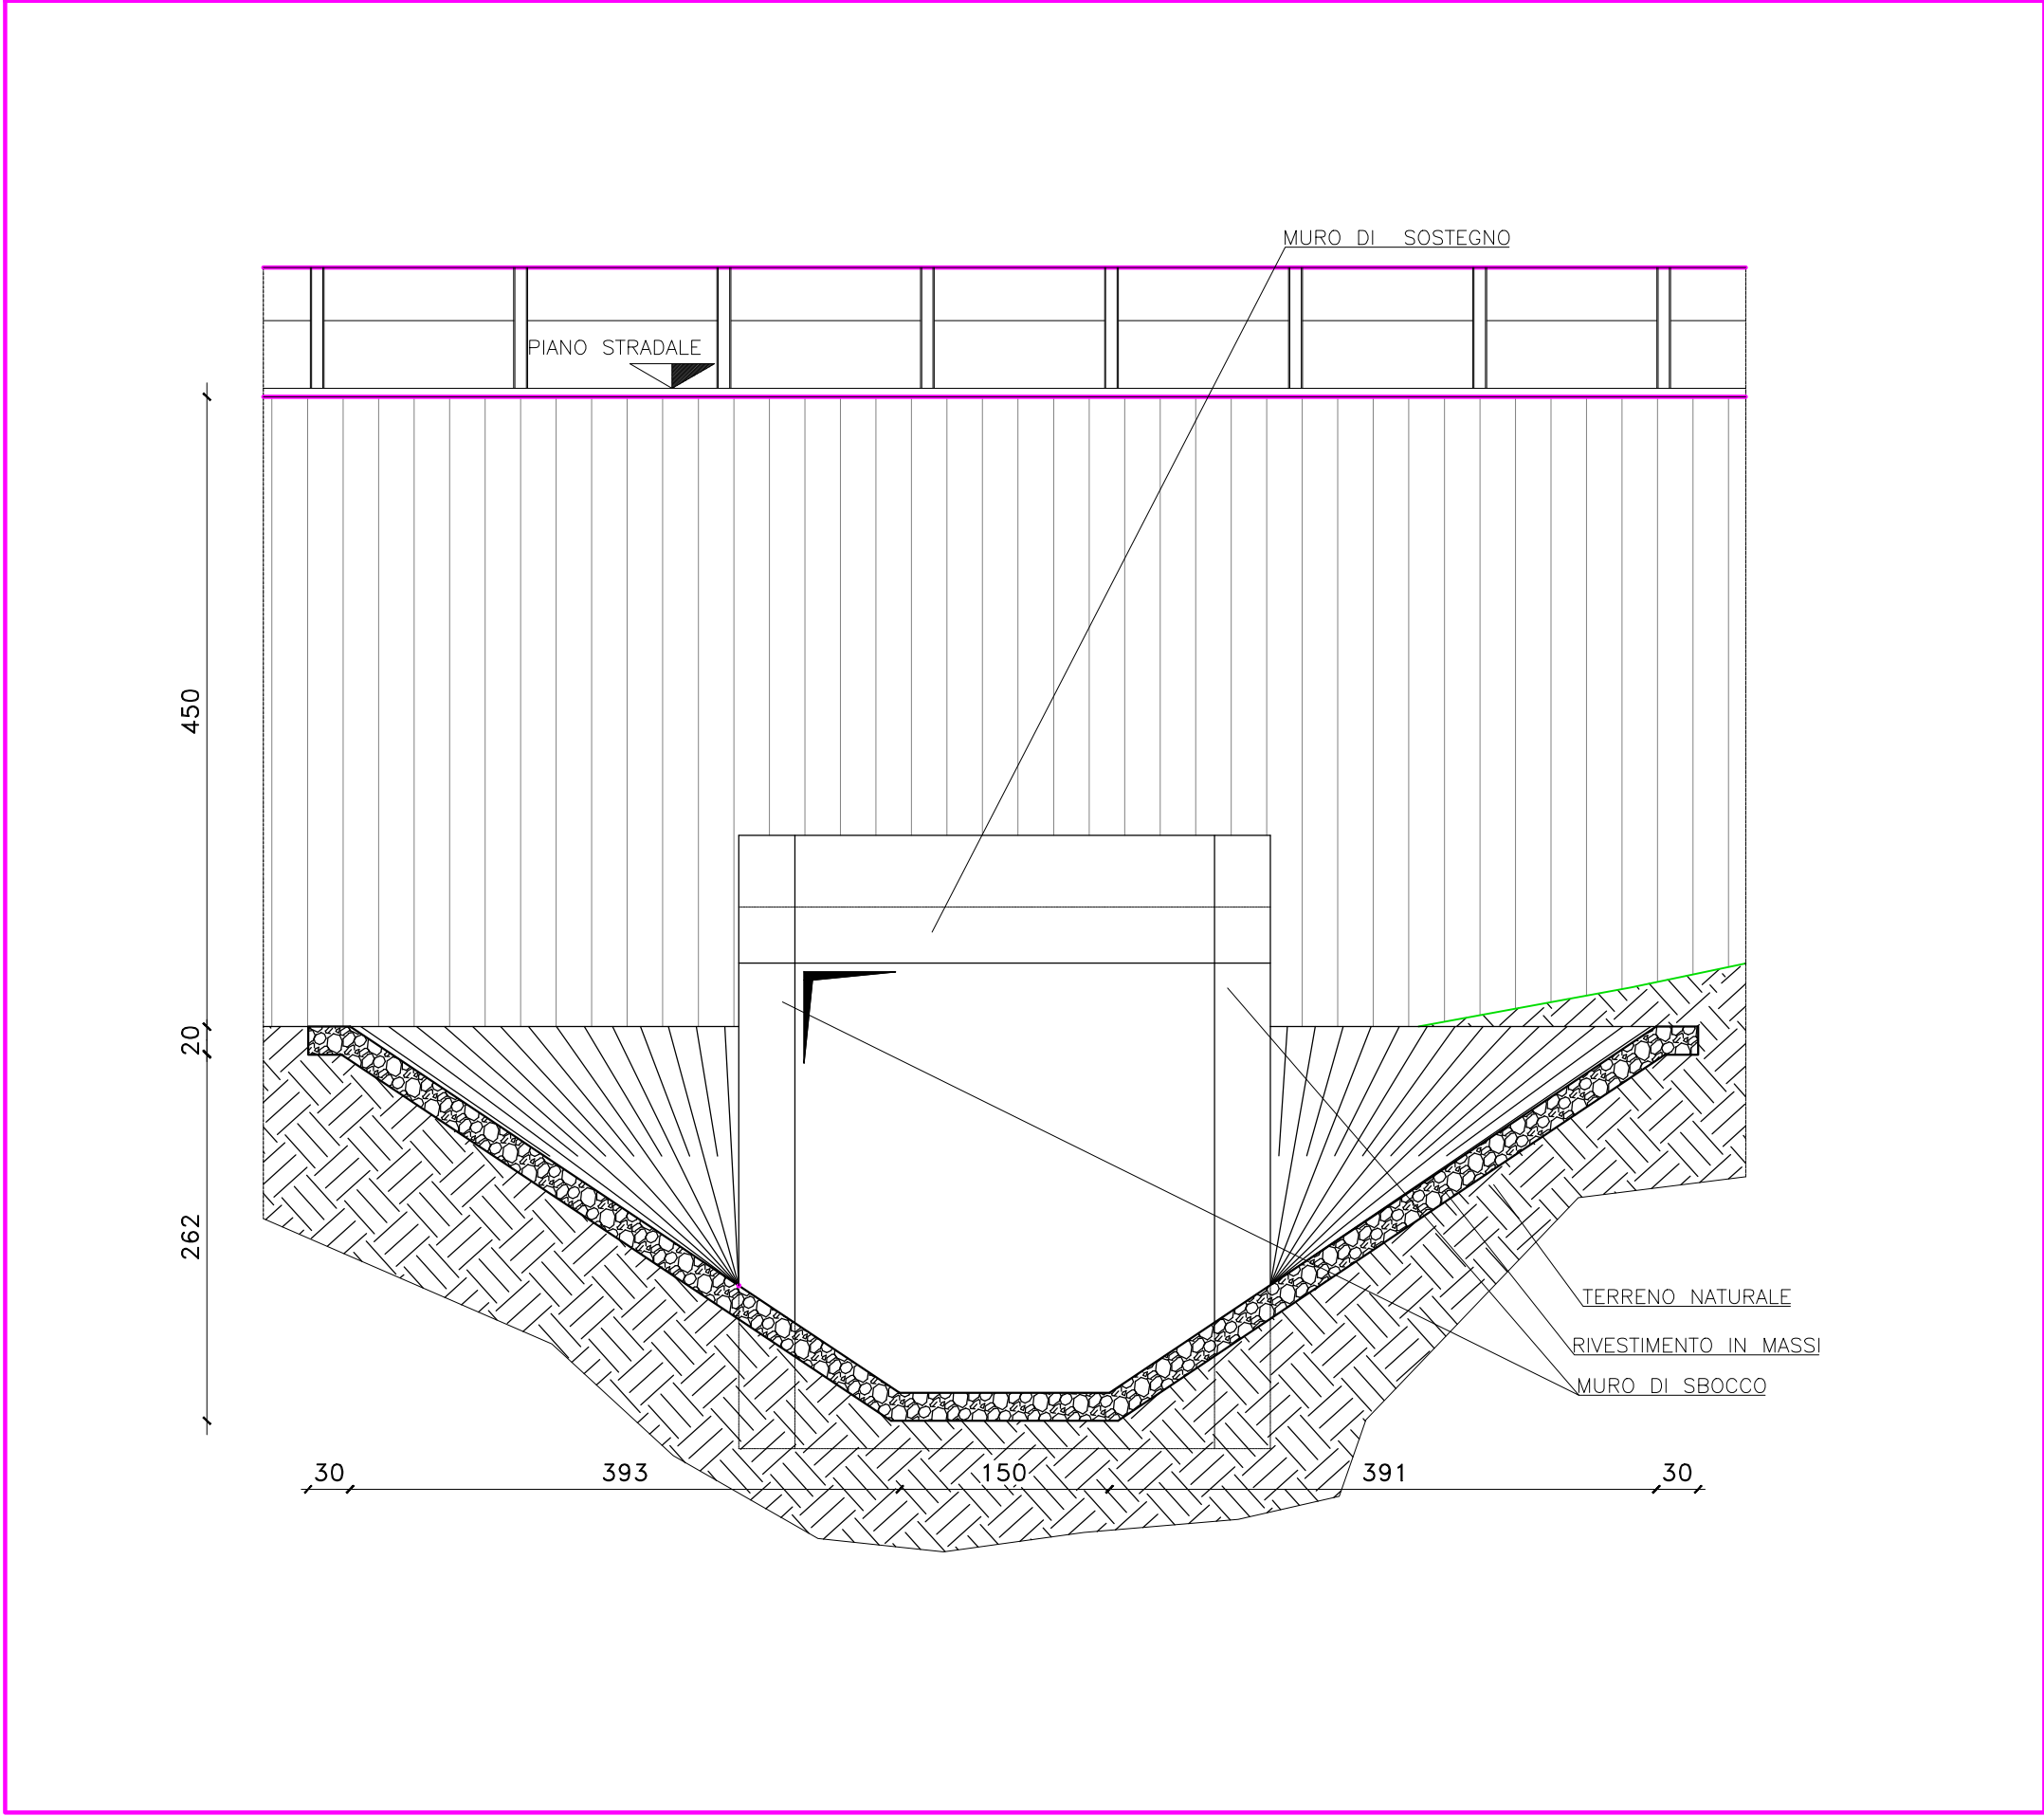 MURO DI SOSTEGNO
PIANO STRADALE
450
20
262
TERRENO NATURALE
RIVESTIMENTO IN MASSI
MURO DI SBOCCO
30 393 150 391 30